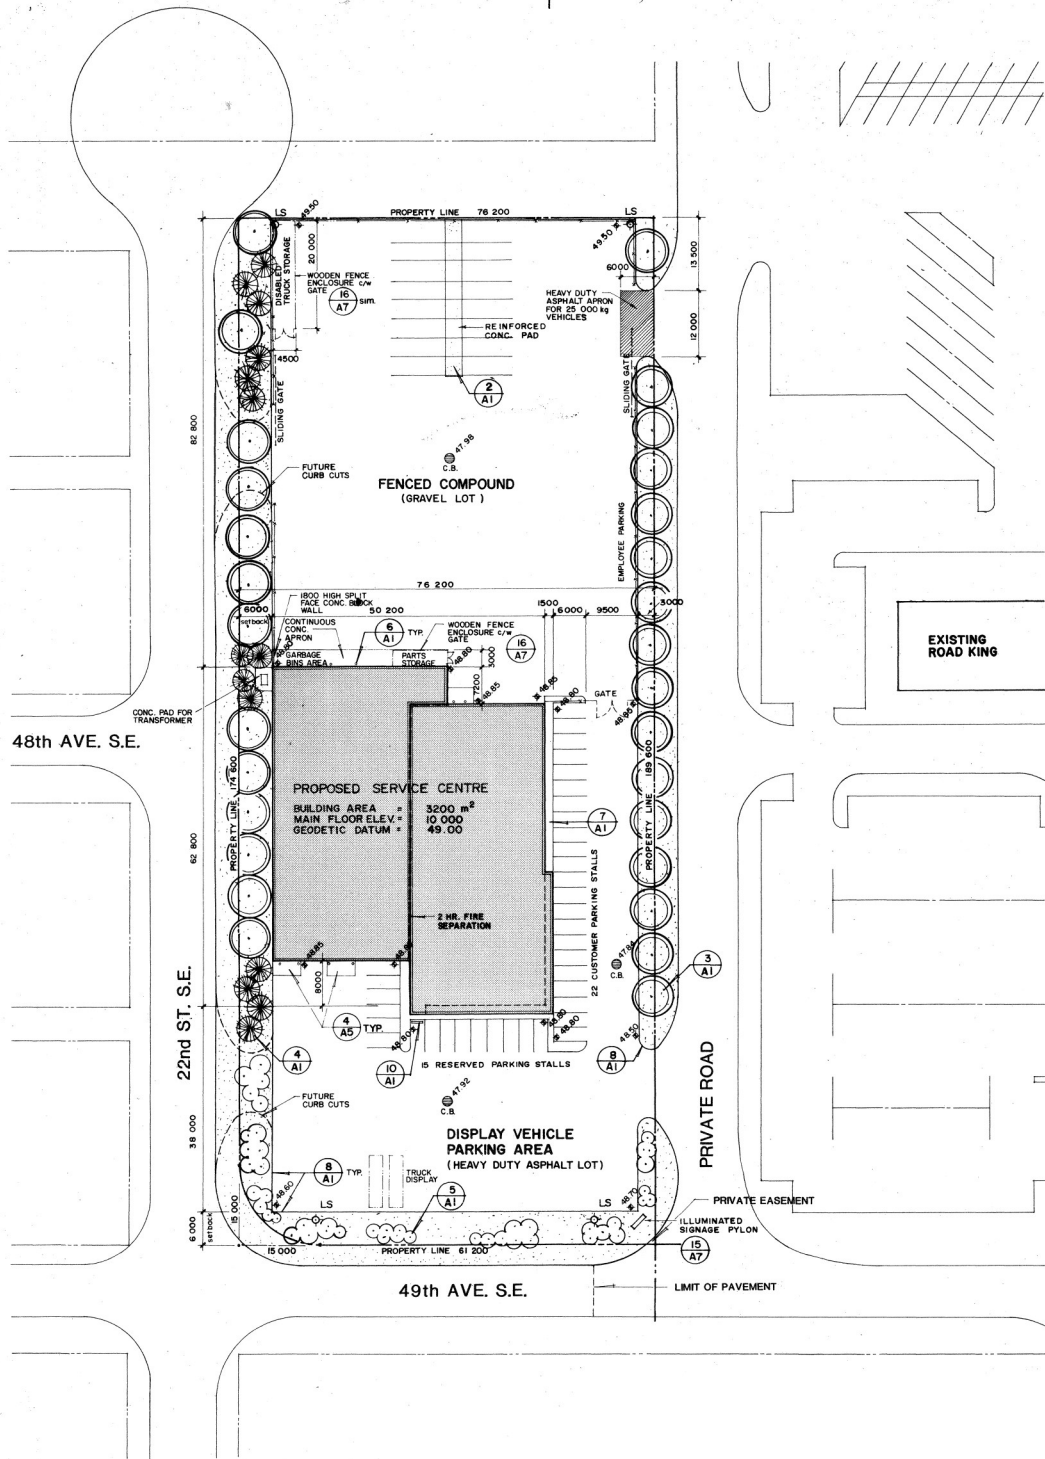 LS
49.50
PROPERTY LINE 76 200
LS
49.50
DISABLED
TRUCK STORAGE
20 000
WOODEN FENCE
ENCLOSURE c/w
GATE
16
A7
sim.
6000
13 500
HEAVY DUTY
ASPHALT APRON
FOR 25 000 kg
VEHICLES
12 000
REINFORCED
CONC. PAD
4500
2
A1
SLIDING GATE
SLIDING GATE
82 800
47.98
C.B.
FUTURE
CURB CUTS
FENCED COMPOUND
(GRAVEL LOT)
EMPLOYEE PARKING
76 200
1800 HIGH SPLIT
FACE CONC. BLOCK
WALL
6000
setback
50 200
1500
6000
9500
3000
CONTINUOUS
CONC.
APRON
6
A1
TYP.
WOODEN FENCE
ENCLOSURE c/w
GATE
16
A7
EXISTING
ROAD KING
48.80
GARBAGE
BINS AREA
PARTS
STORAGE
48.80
3000
7200
48.85
48.85
48.80
GATE
48.95
CONC. PAD FOR
TRANSFORMER
48th AVE. S.E.
PROPERTY LINE 174 600
PROPERTY LINE 189 600
PROPOSED SERVICE CENTRE
BUILDING AREA = 3200 m²
MAIN FLOOR ELEV. = 10 000
GEODETIC DATUM = 49.00
7
A1
62 800
22 CUSTOMER PARKING STALLS
2 HR. FIRE
SEPARATION
48.85
47.84
C.B.
3
A1
8000
22nd ST. S.E.
4
A5
TYP.
48.80
48.80
48.80
48.50
4
A1
10
A1
15 RESERVED PARKING STALLS
8
A1
PRIVATE ROAD
47.92
C.B.
FUTURE
CURB CUTS
38 000
DISPLAY VEHICLE
PARKING AREA
(HEAVY DUTY ASPHALT LOT)
8
A1
TYP.
TRUCK
DISPLAY
5
A1
48.60
LS
LS
48.70
PRIVATE EASEMENT
15 000
6 000
setback
ILLUMINATED
SIGNAGE PYLON
15 000
PROPERTY LINE 61 200
15
A7
49th AVE. S.E.
LIMIT OF PAVEMENT